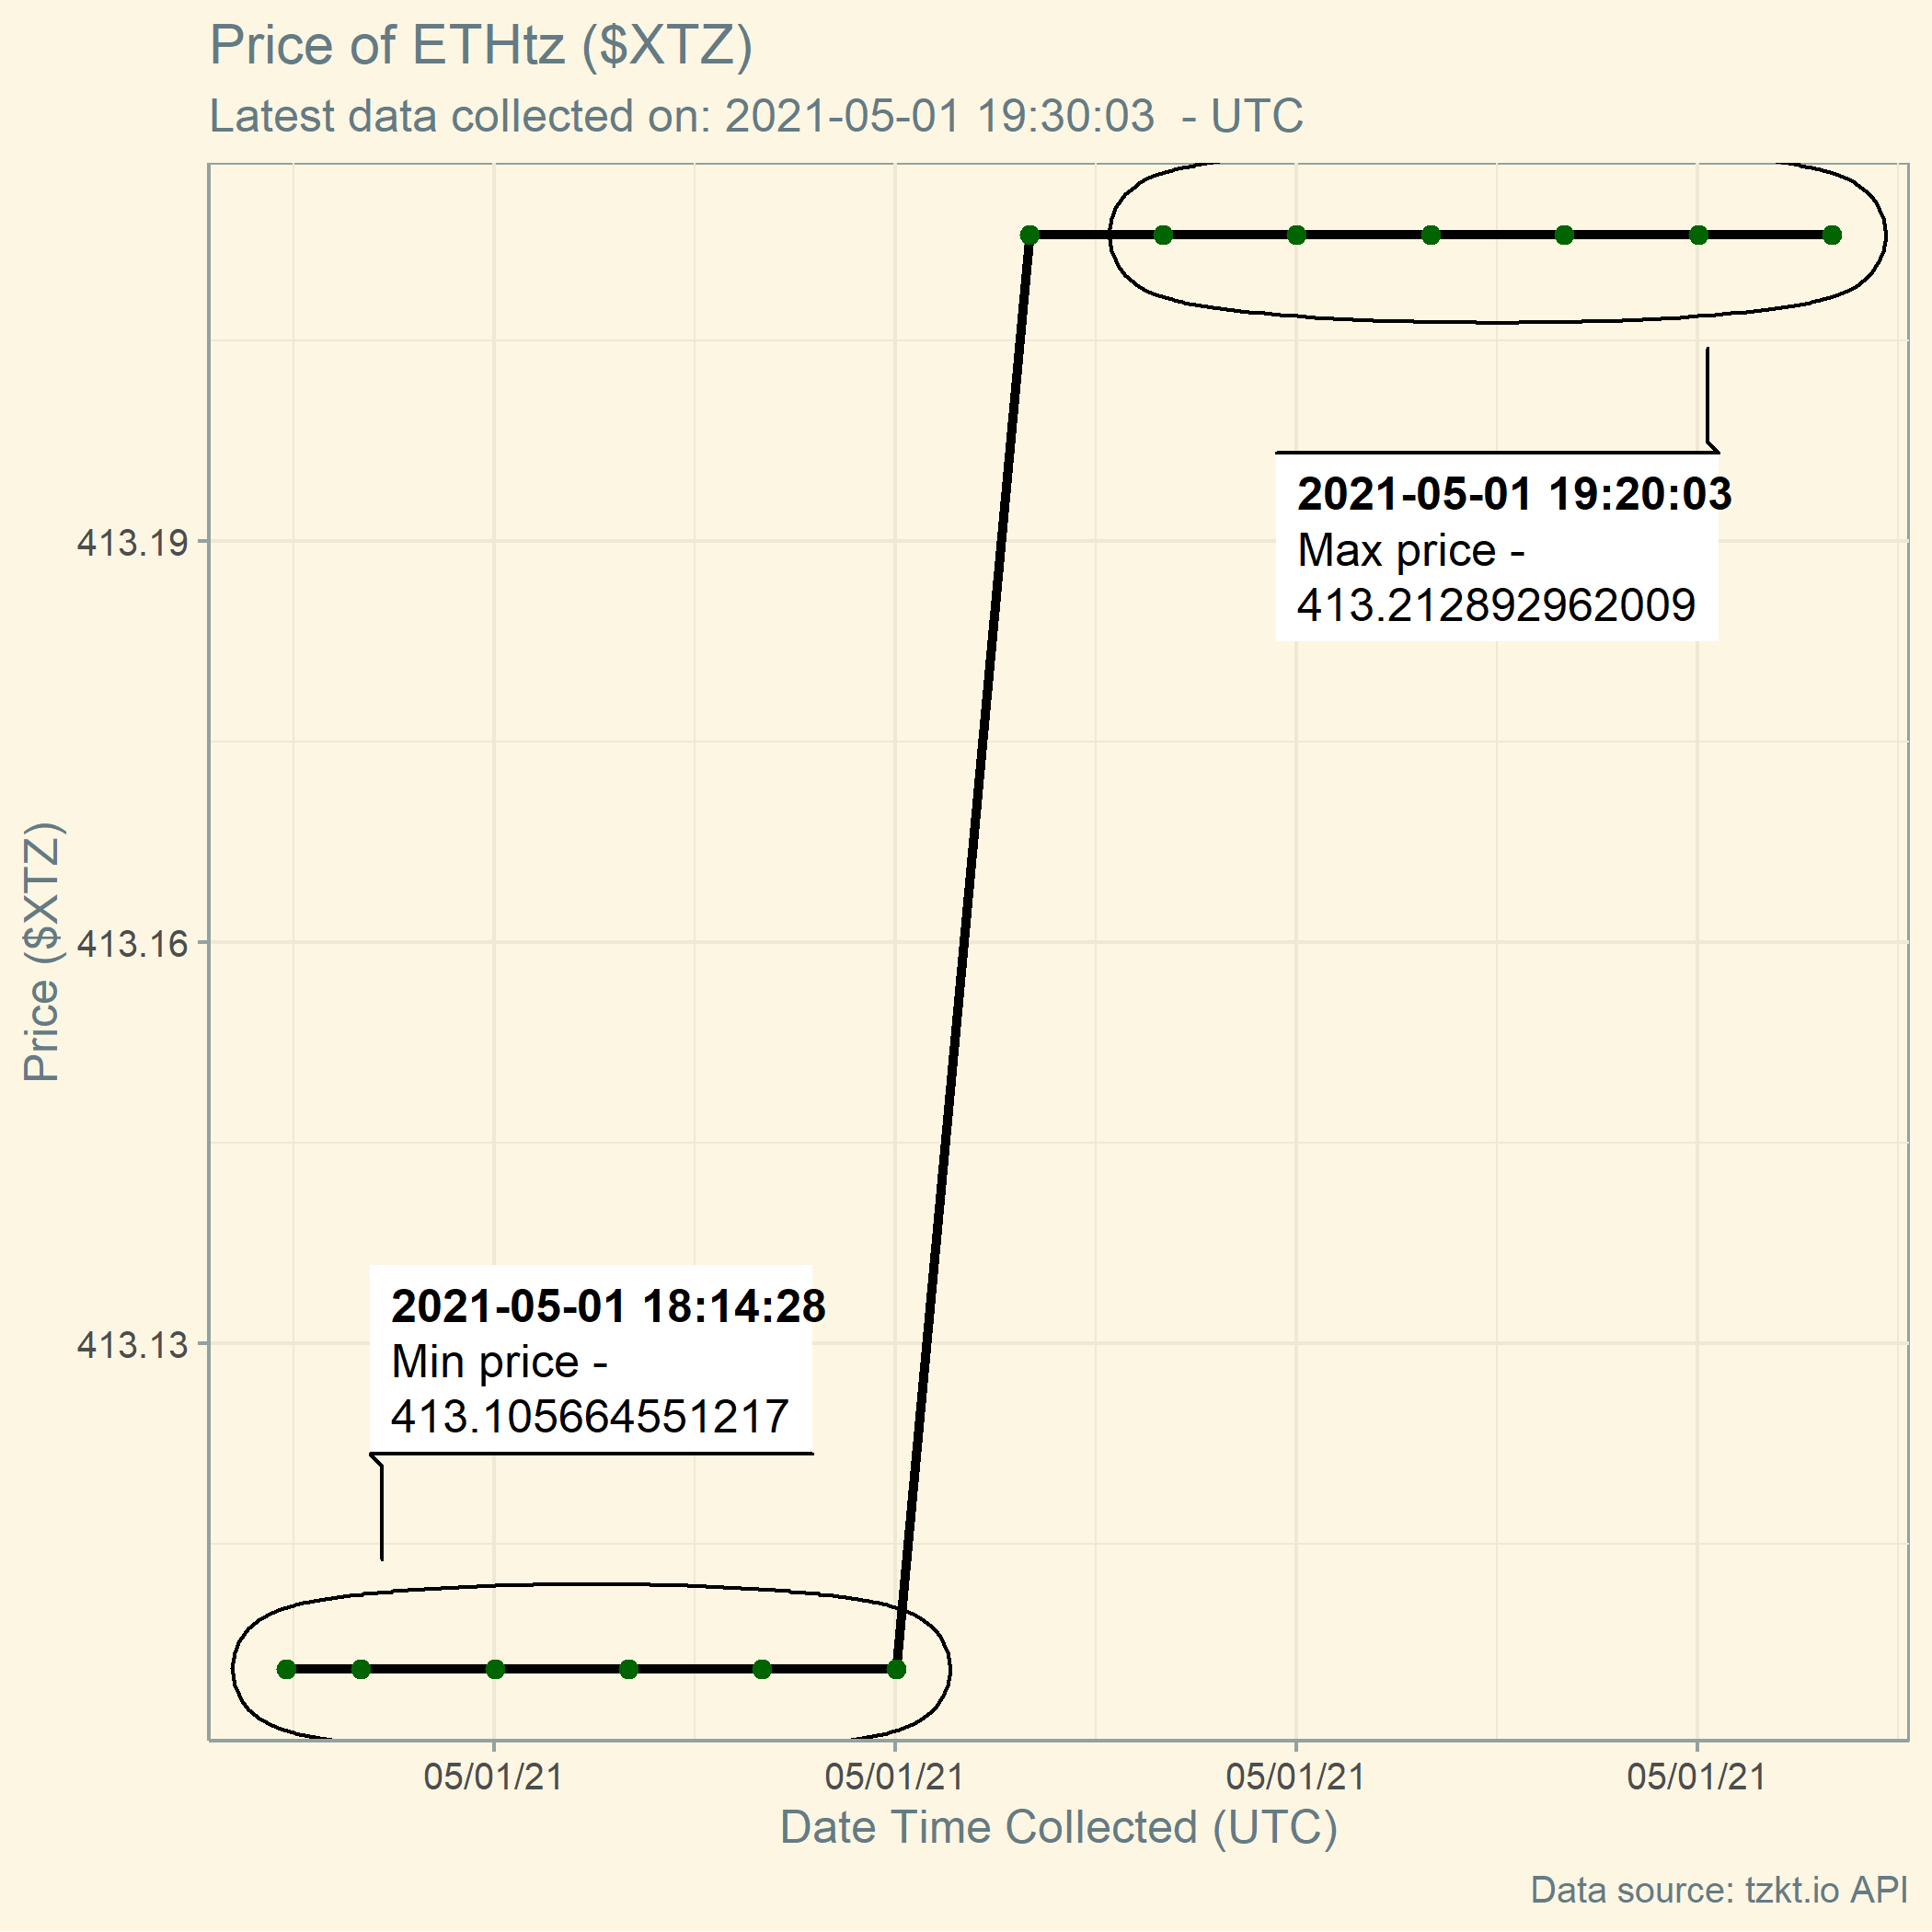 Price of ETHtz ($XTZ)
Latest data collected on: 2021-05-01 19:30:03  - UTC
2021-05-01 19:20:03
Max price -
413.212892962009
413.19
413.16
413.13
Price ($XTZ)
2021-05-01 18:14:28
Min price -
413.105664551217
05/01/21
05/01/21
05/01/21
05/01/21
Date Time Collected (UTC)
Data source: tzkt.io API